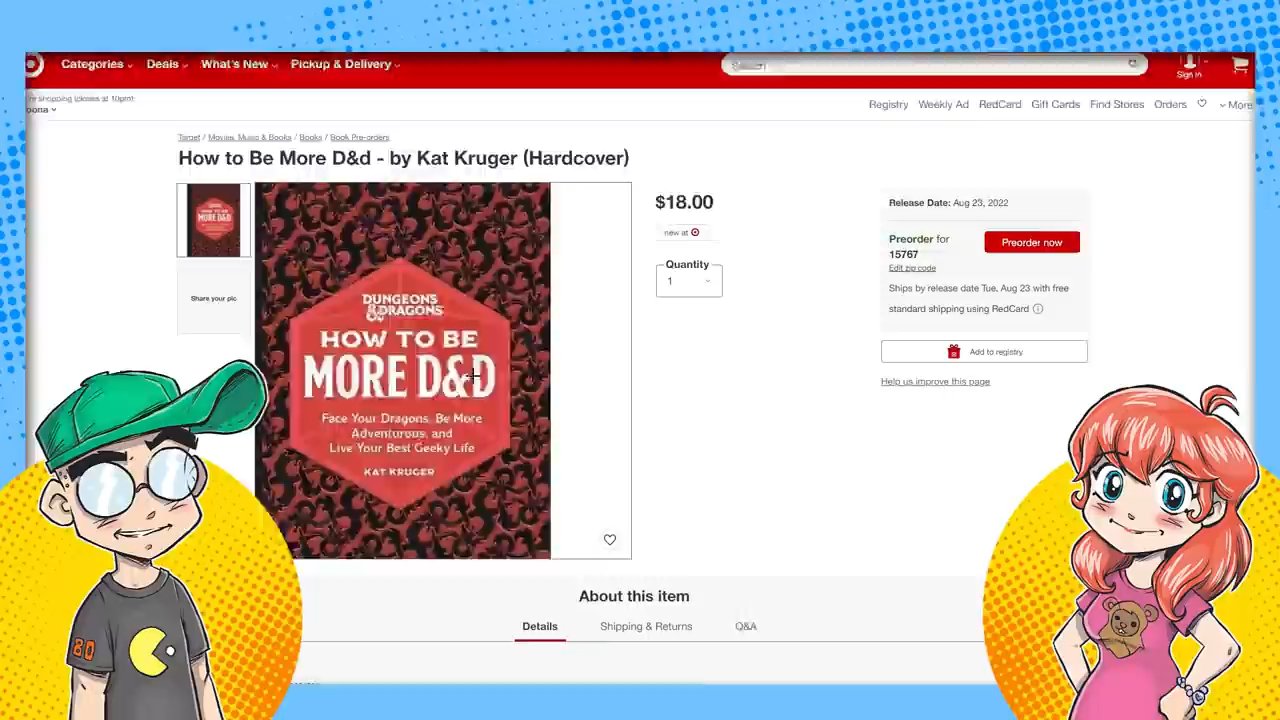 Categories
Deals
What's New
Pickup & Delivery
Sign In
Registry
Weekly Ad
RedCard
Gift Cards
Find Stores
Orders
More
Target / Movies, Music & Books / Books / Book Pre-orders
How to Be More D&d - by Kat Kruger (Hardcover)
Share your pic
DUNGEONS
& DRAGONS
HOW TO BE
MORE D&D
Face Your Dragons, Be More
Adventurous, and
Live Your Best Geeky Life
KAT KRUGER
$18.00
new at
Quantity
1
Release Date: Aug 23, 2022
Preorder for
15767
Edit zip code
Preorder now
Ships by release date Tue, Aug 23 with free
standard shipping using RedCard
Add to registry
Help us improve this page
About this item
Details
Shipping & Returns
Q&A
80